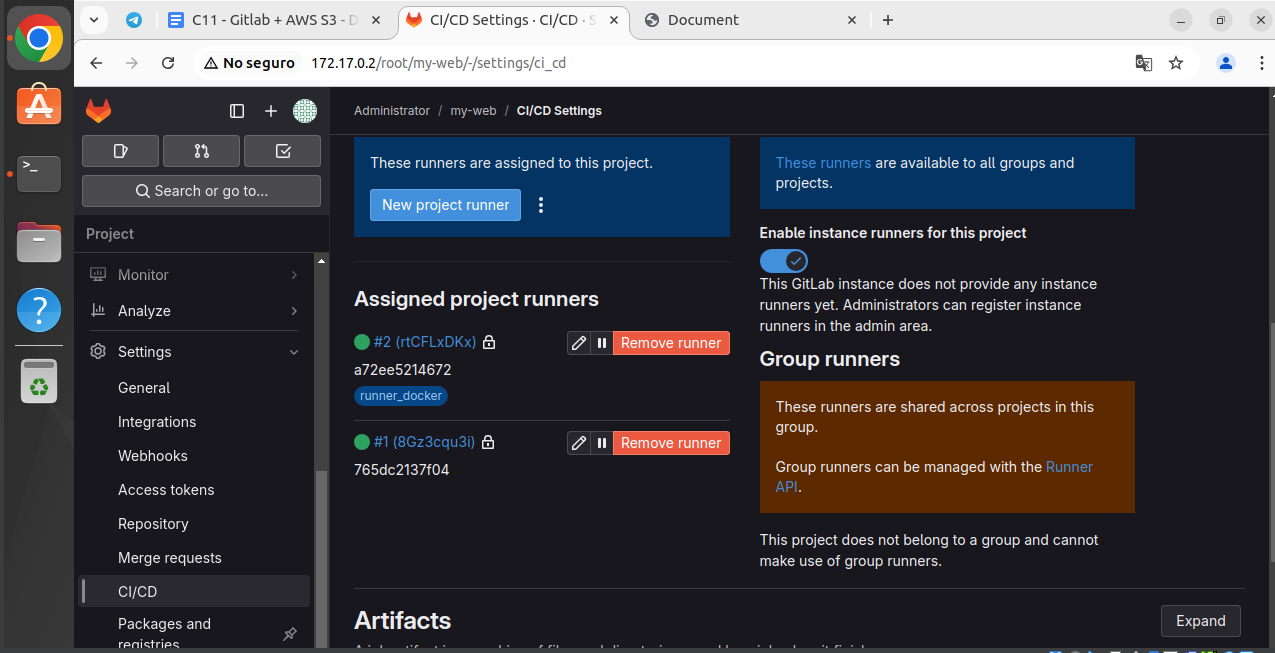 C11 - Gitlab + AWS S3 - D
CI/CD Settings · CI/CD · S
Document
No seguro
172.17.0.2/root/my-web/-/settings/ci_cd
Administrator / my-web / CI/CD Settings
Search or go to...
Project
Monitor
Analyze
Settings
General
Integrations
Webhooks
Access tokens
Repository
Merge requests
CI/CD
Packages and
registries
These runners are assigned to this project.
New project runner
Assigned project runners
#2 (rtCFLxDKx)
Remove runner
a72ee5214672
runner_docker
#1 (8Gz3cqu3i)
Remove runner
765dc2137f04
These runners are available to all groups and
projects.
Enable instance runners for this project
This GitLab instance does not provide any instance
runners yet. Administrators can register instance
runners in the admin area.
Group runners
These runners are shared across projects in this
group.
Group runners can be managed with the Runner
API.
This project does not belong to a group and cannot
make use of group runners.
Artifacts
Expand